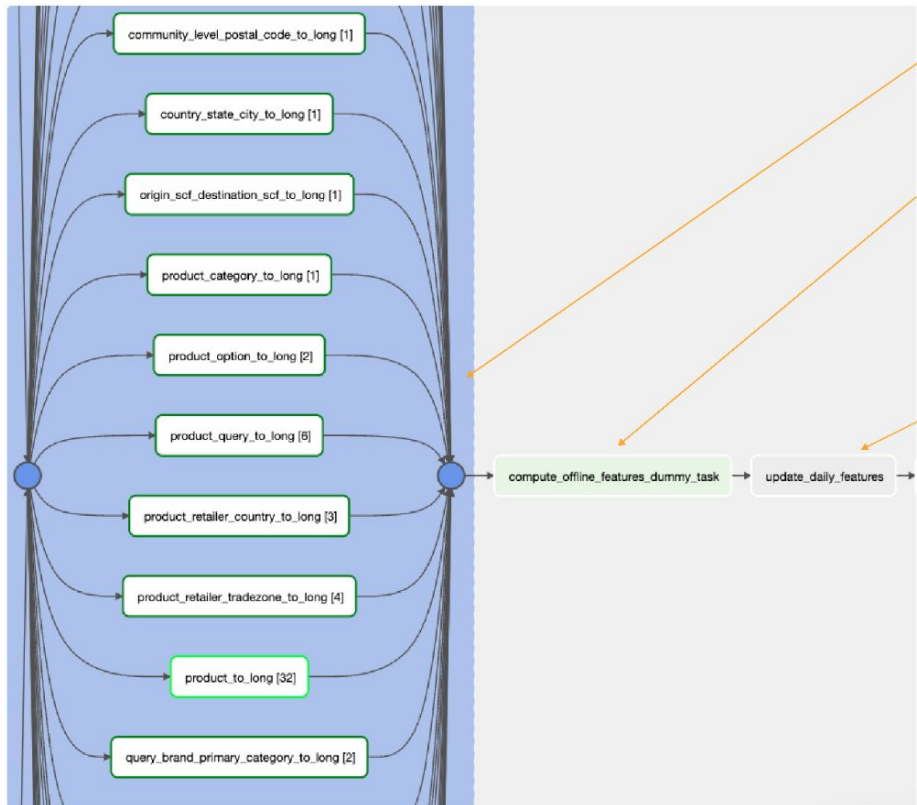 community_level_postal_code_to_long [1]
country_state_city_to_long [1]
origin_scf_destination_scf_to_long [1]
product_category_to_long [1]
product_option_to_long [2]
product_query_to_long [6]
compute_offline_features_dummy_task
update_daily_features
product_retailer_country_to_long [3]
product_retailer_tradezone_to_long [4]
product_to_long [32]
query_brand_primary_category_to_long [2]